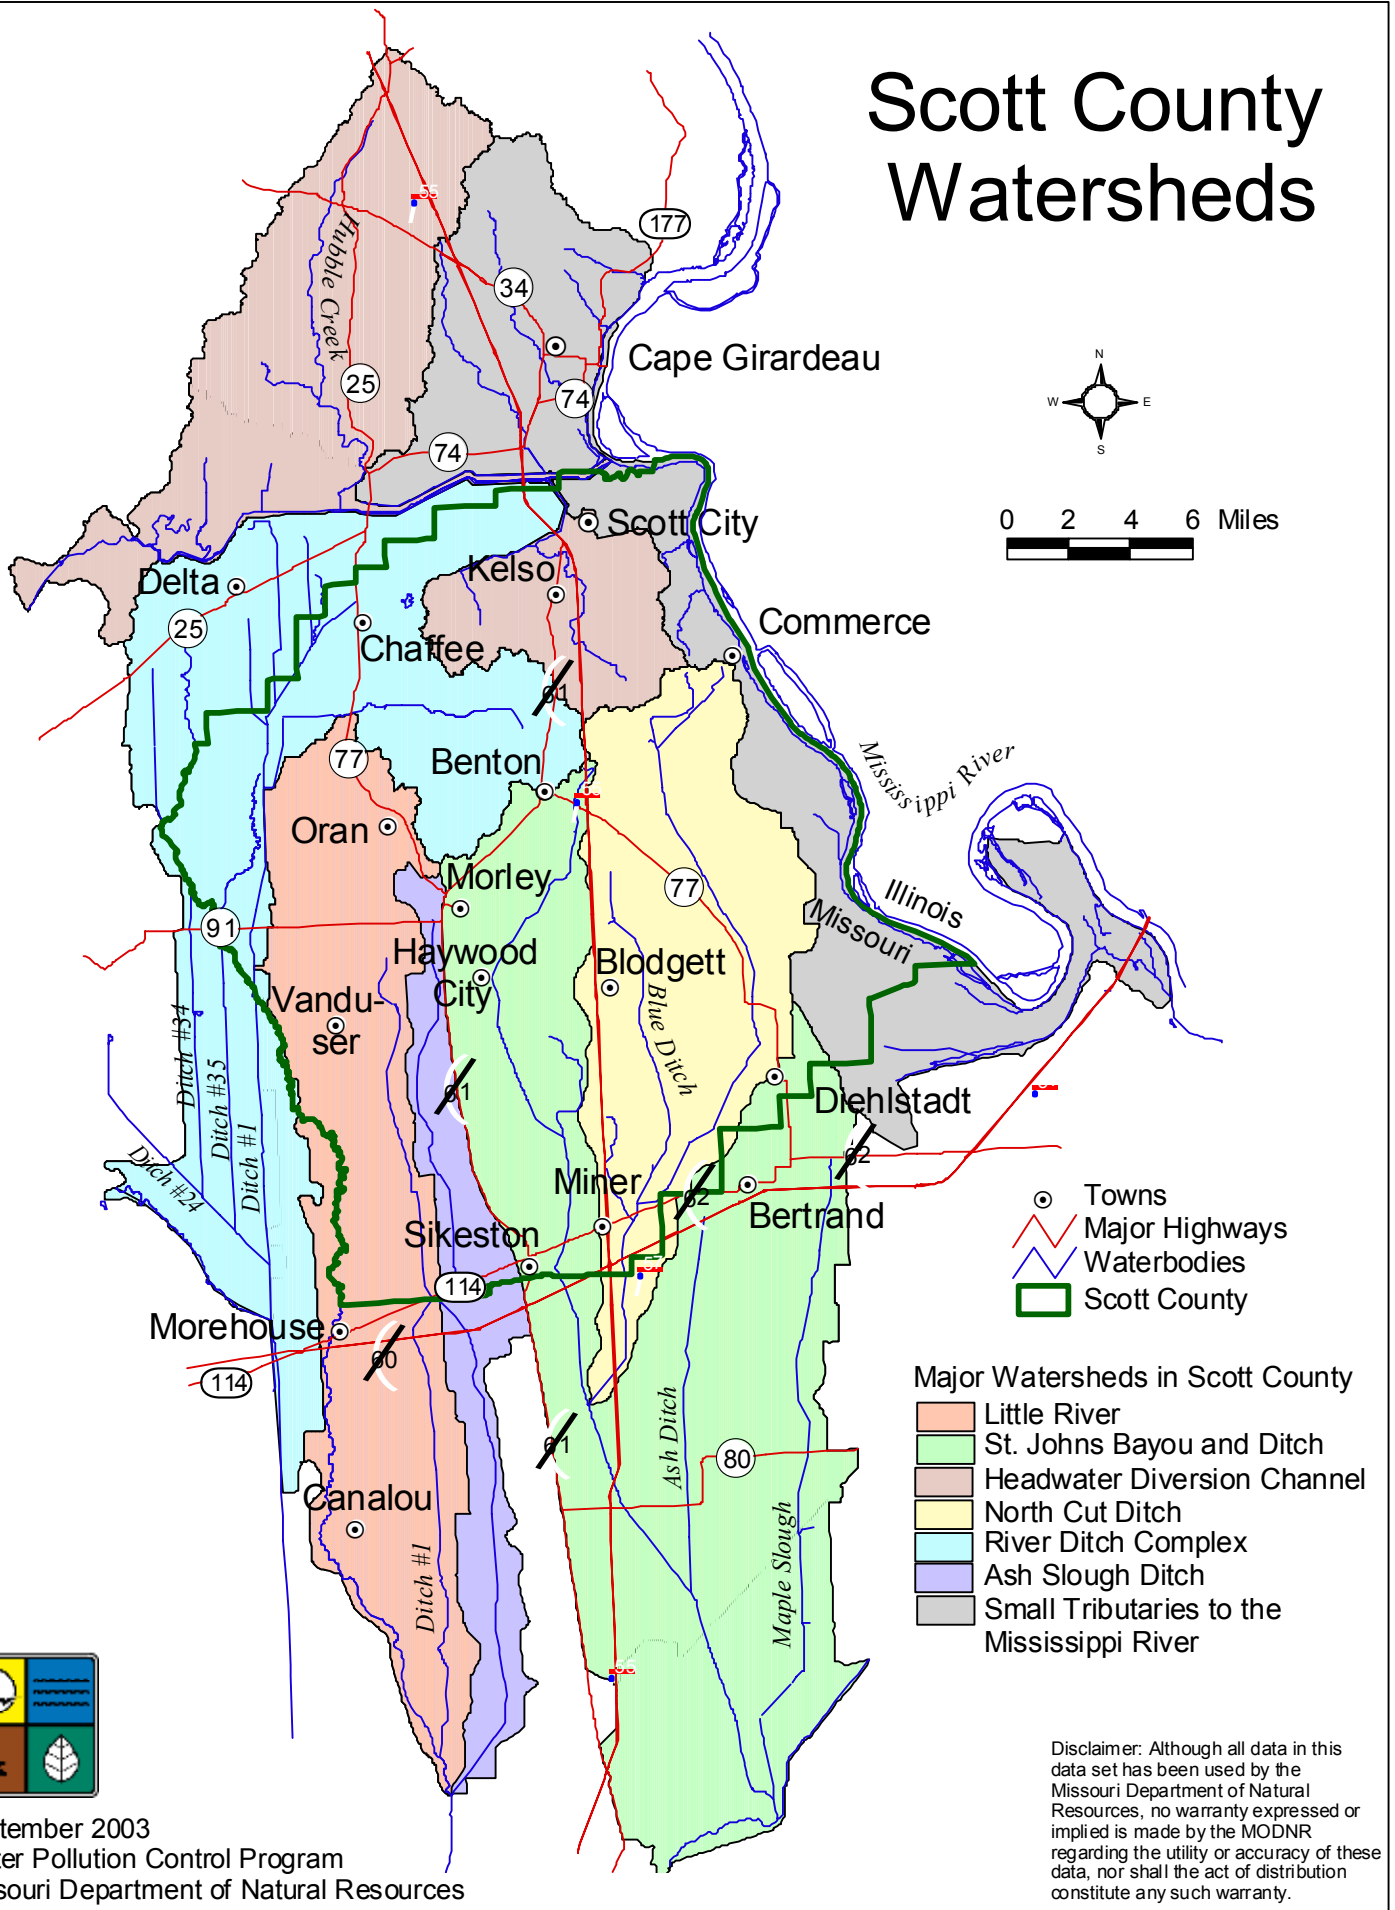 Scott County
Watersheds
55
177
Hubble Creek
34
Cape Girardeau
25
74
74
N
W
E
S
0 2 4 6 Miles
Scott City
Kelso
Delta
25
Commerce
Chaffee
61
Mississippi River
Benton
77
Oran
Morley
77
Illinois
Missouri
91
Haywood
City
Blodgett
Blue Ditch
Vandu-
ser
Ditch #34
Ditch #35
Ditch #1
Ditch #24
61
Diehlstadt
62
Miner
62
Bertrand
Sikeston
114
Morehouse
60
114
61
Ash Ditch
80
Canalou
Ditch #1
Maple Slough
55
Towns
Major Highways
Waterbodies
Scott County
Major Watersheds in Scott County
Little River
St. Johns Bayou and Ditch
Headwater Diversion Channel
North Cut Ditch
River Ditch Complex
Ash Slough Ditch
Small Tributaries to the
Mississippi River
tember 2003
ter Pollution Control Program
souri Department of Natural Resources
Disclaimer: Although all data in this
data set has been used by the
Missouri Department of Natural
Resources, no warranty expressed or
implied is made by the MODNR
regarding the utility or accuracy of these
data, nor shall the act of distribution
constitute any such warranty.